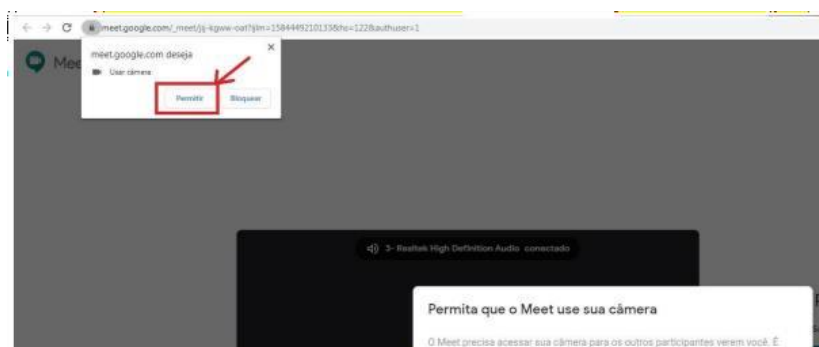 meet.google.com/_meet/jij-kgww-oat?ijlm=1584449210133&hs=122&authuser=1
Mee
meet.google.com deseja
Usar câmera
Permitir
Bloquear
3- Realtek High Definition Audio conectado
Permita que o Meet use sua câmera
O Meet precisa acessar sua câmera para os outros participantes verem você. É